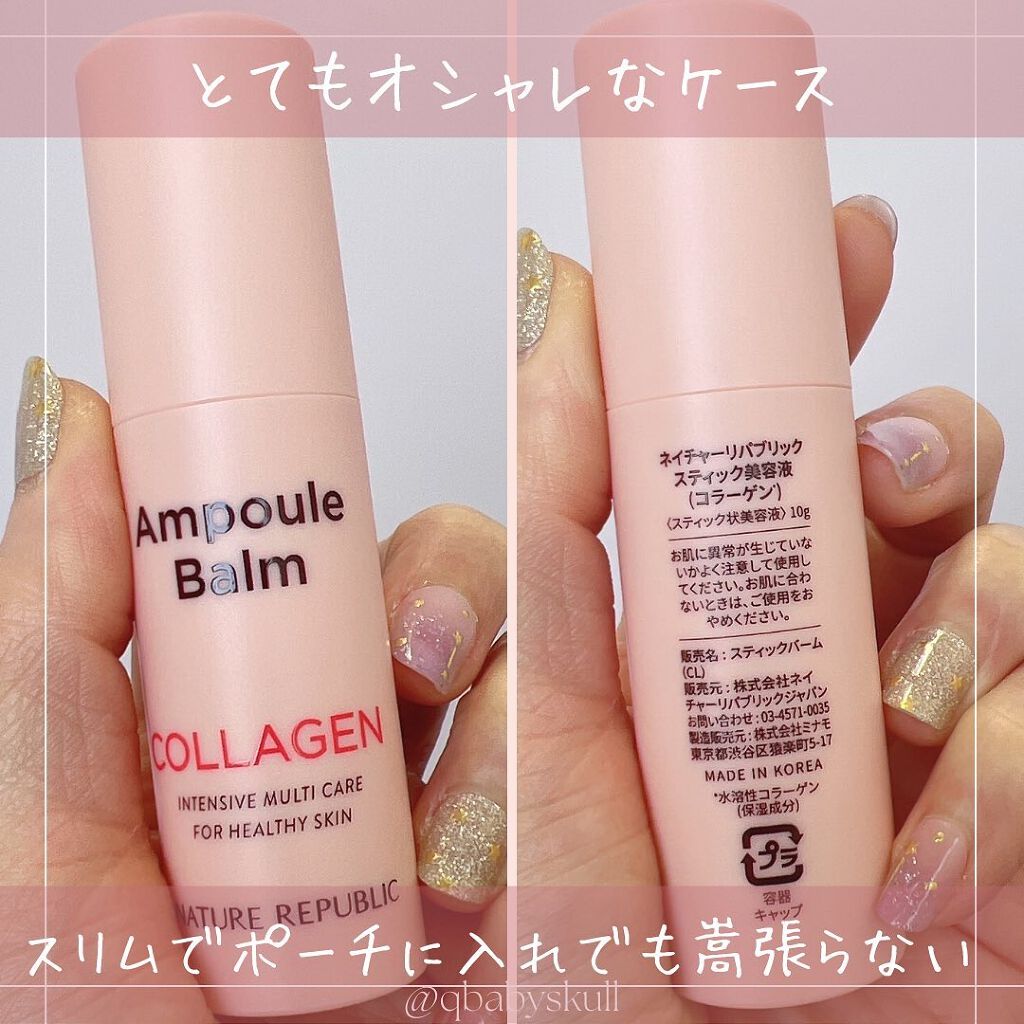 とてもオシャレなケース
Ampoule
Balm
COLLAGEN
INTENSIVE MULTI CARE
FOR HEALTHY SKIN
NATURE REPUBLIC
ネイチャーリパブリック
スティック美容液
(コラーゲン*)
〈スティック状美容液〉10g
お肌に異常が生じていな
いかよく注意して使用し
てください。お肌に合わ
ないときは、ご使用をお
やめください。
販売名：スティックバーム
(CL)
販売元：株式会社ネイ
チャーリパブリックジャパン
お問い合わせ：03-4571-0035
製造販売元：株式会社ミナモ
東京都渋谷区猿楽町5-17
MADE IN KOREA
*水溶性コラーゲン
(保湿成分)
プラ
容器
キャップ
スリムでポーチに入れでも嵩張らない
@qbabyskull